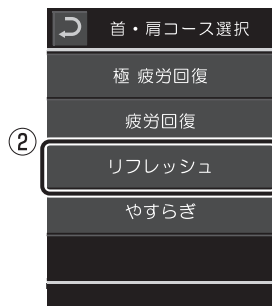 首・肩コース選択
極 疲労回復
疲労回復
②
リフレッシュ
やすらぎ